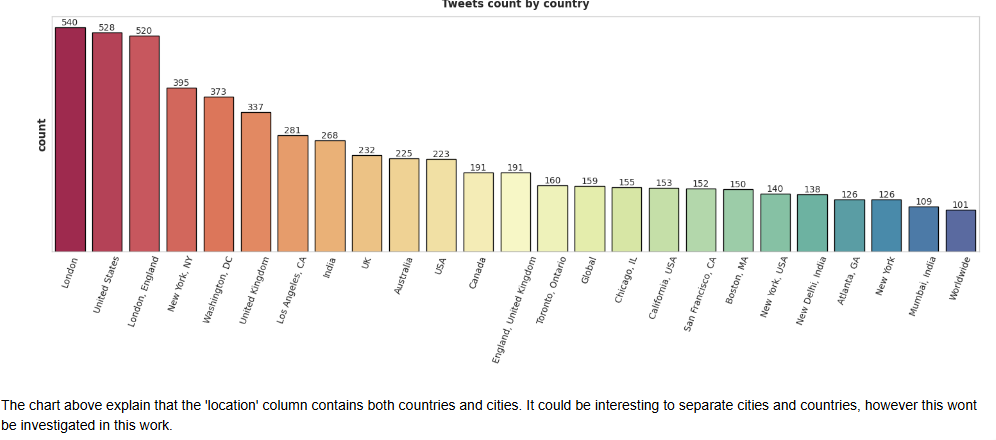 Tweets count by country
540
528
520
395
373
337
281
268
232
225
223
191
191
160
159
155
153
152
150
140
138
126
126
109
101
count
London
United States
London, England
New York, NY
Washington, DC
United Kingdom
Los Angeles, CA
India
UK
Australia
USA
Canada
England, United Kingdom
Toronto, Ontario
Global
Chicago, IL
California, USA
San Francisco, CA
Boston, MA
New York, USA
New Delhi, India
Atlanta, GA
New York
Mumbai, India
Worldwide
The chart above explain that the 'location' column contains both countries and cities. It could be interesting to separate cities and countries, however this wont
be investigated in this work.